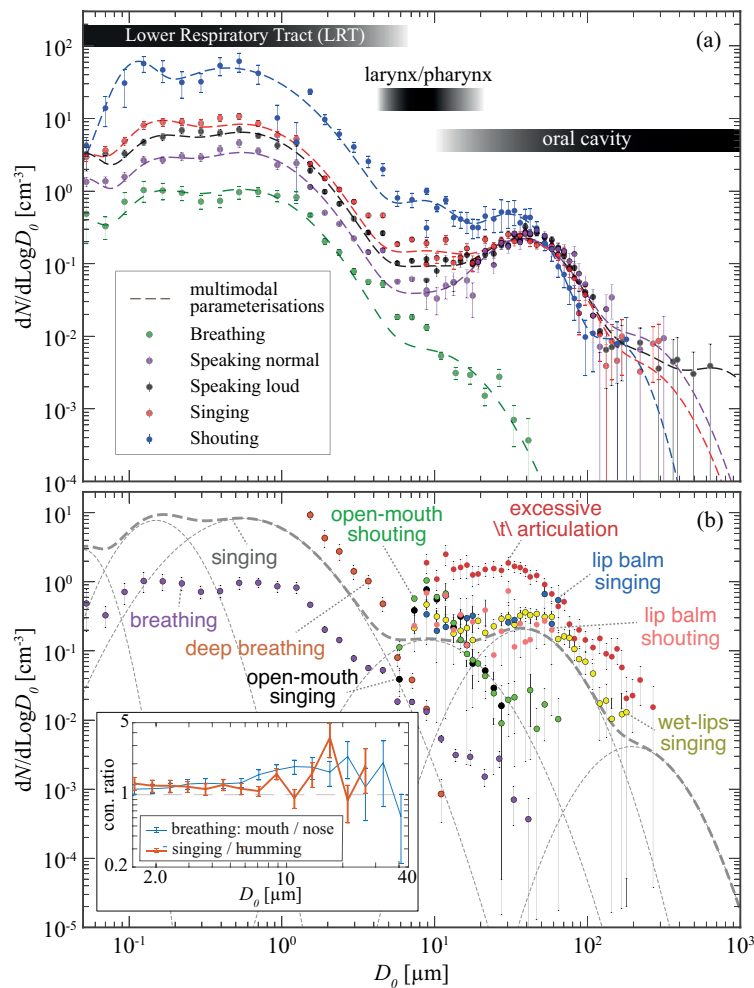 (a)
Lower Respiratory Tract (LRT)
larynx/pharynx
oral cavity
dN/dLogD₀ [cm⁻³]
10²
10¹
10⁰
10⁻¹
10⁻²
10⁻³
10⁻⁴
multimodal
parameterisations
Breathing
Speaking normal
Speaking loud
Singing
Shouting
(b)
dN/dLogD₀ [cm⁻³]
10¹
10⁰
10⁻¹
10⁻²
10⁻³
10⁻⁴
10⁻⁵
open-mouth
shouting
excessive
\t\ articulation
singing
lip balm
singing
breathing
deep breathing
lip balm
shouting
open-mouth
singing
wet-lips
singing
con. ratio
5
1
0.2
breathing: mouth / nose
singing / humming
2.0
10
40
D₀ [µm]
10⁻¹
10⁰
10¹
10²
10³
D₀ [µm]